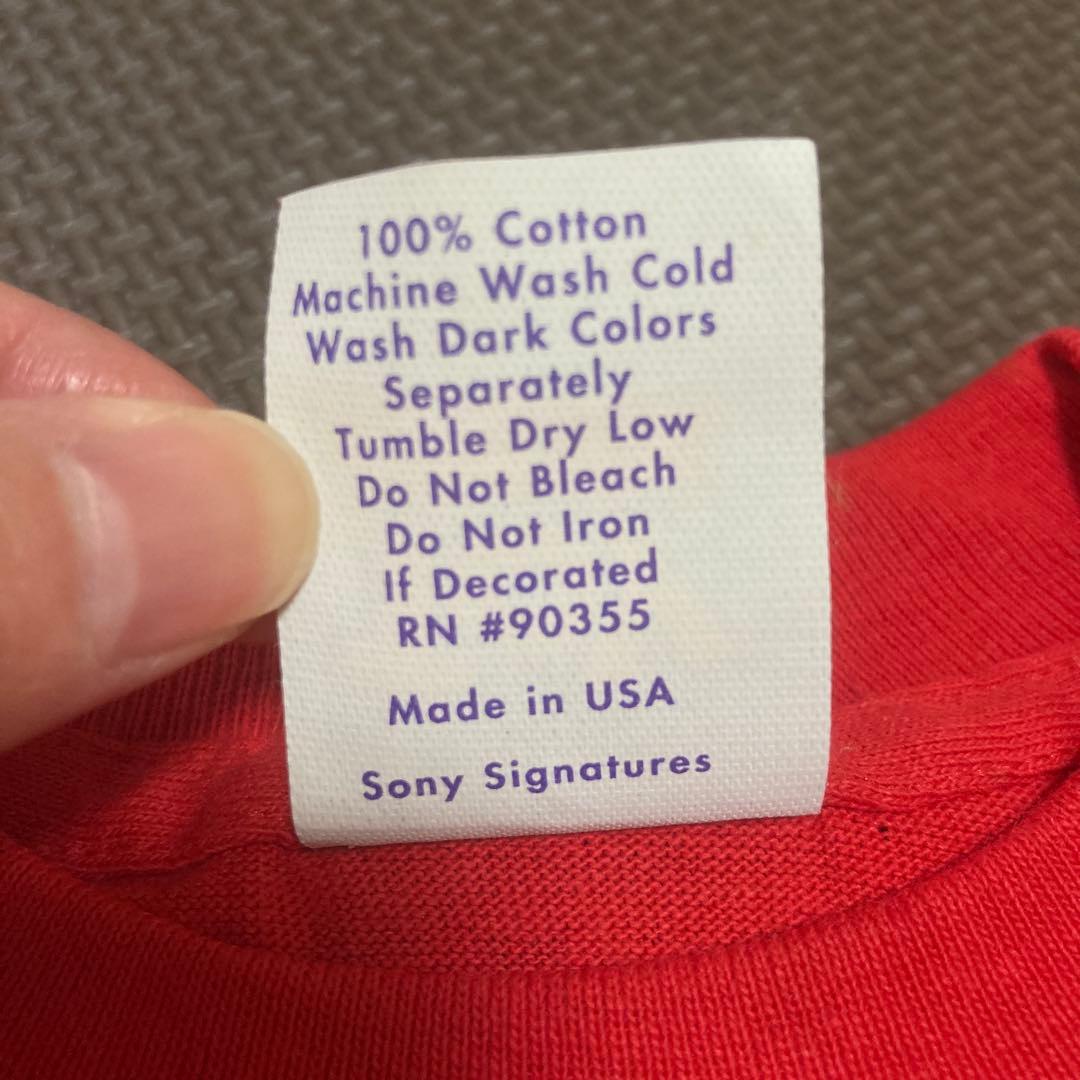 100% Cotton
Machine Wash Cold
Wash Dark Colors
Separately
Tumble Dry Low
Do Not Bleach
Do Not Iron
If Decorated
RN #90355
Made in USA
Sony Signatures